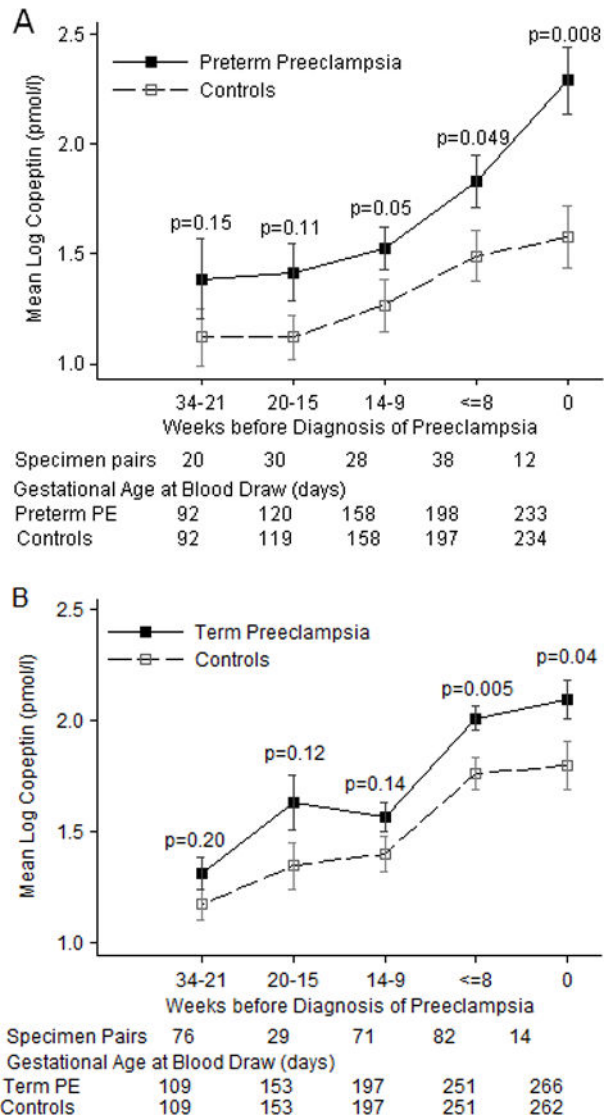 A
Preterm Preeclampsia
Controls
p=0.008
p=0.049
p=0.05
p=0.11
p=0.15
Mean Log Copeptin (pmol/l)
2.5
2.0
1.5
1.0
34-21 20-15 14-9 <=8 0
Weeks before Diagnosis of Preeclampsia
Specimen pairs 20 30 28 38 12
Gestational Age at Blood Draw (days)
Preterm PE 92 120 158 198 233
Controls 92 119 158 197 234
B
Term Preeclampsia
Controls
p=0.04
p=0.005
p=0.12
p=0.14
p=0.20
Mean Log Copeptin (pmol/l)
2.5
2.0
1.5
1.0
34-21 20-15 14-9 <=8 0
Weeks before Diagnosis of Preeclampsia
Specimen Pairs 76 29 71 82 14
Gestational Age at Blood Draw (days)
Term PE 109 153 197 251 266
Controls 109 153 197 251 262